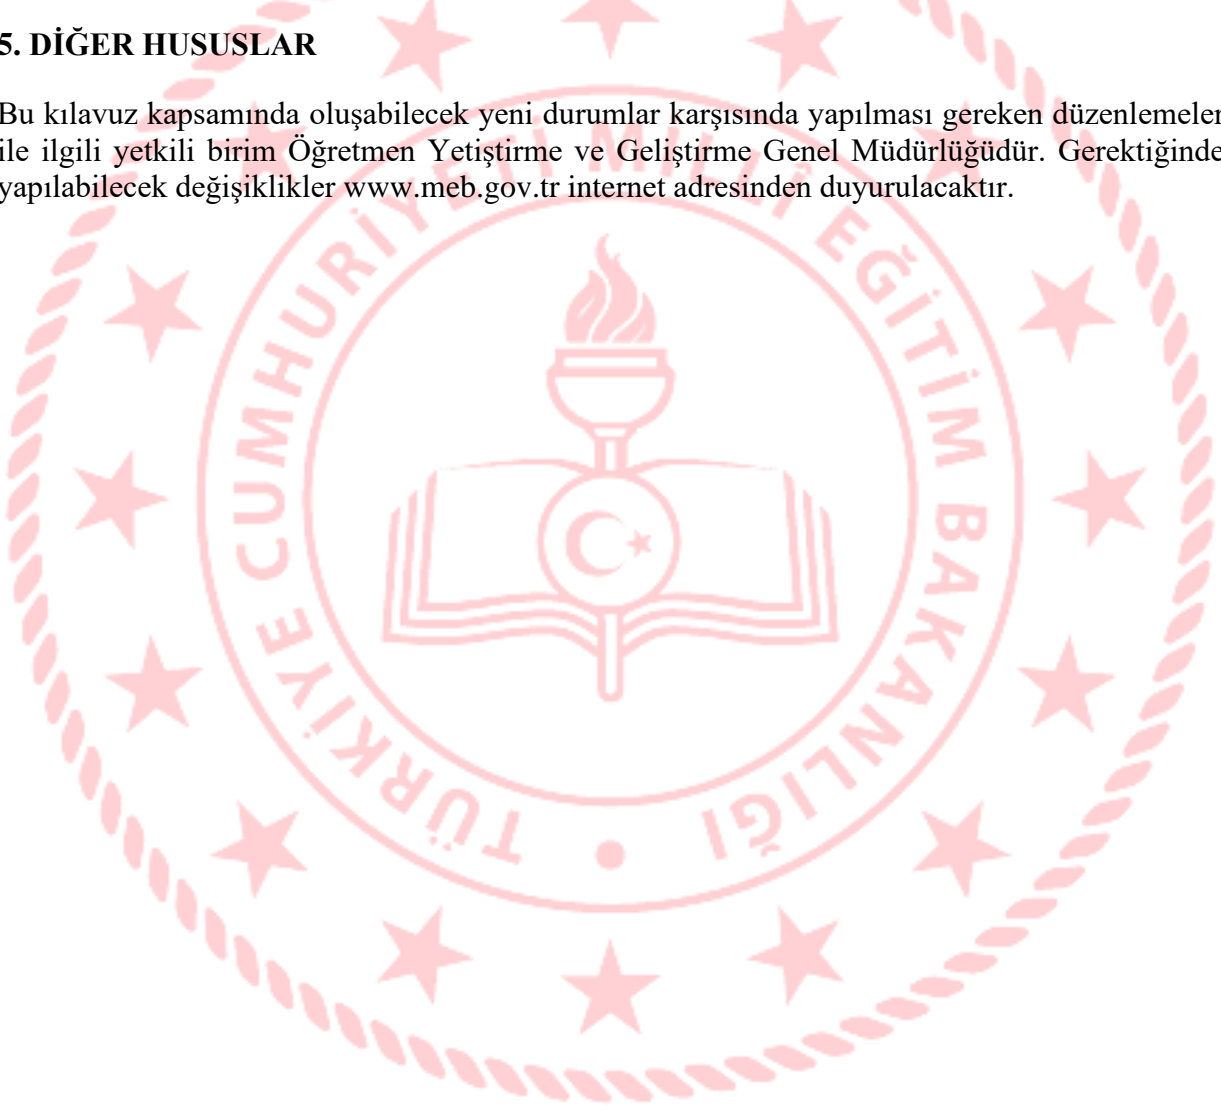 5. DİĞER HUSUSLAR
Bu kılavuz kapsamında oluşabilecek yeni durumlar karşısında yapılması gereken düzenlemeler
ile ilgili yetkili birim Öğretmen Yetiştirme ve Geliştirme Genel Müdürlüğüdür. Gerektiğinde
yapılabilecek değişiklikler www.meb.gov.tr internet adresinden duyurulacaktır.
TÜRKİYE CUMHURİYETİ MİLLÎ EĞİTİM BAKANLIĞI